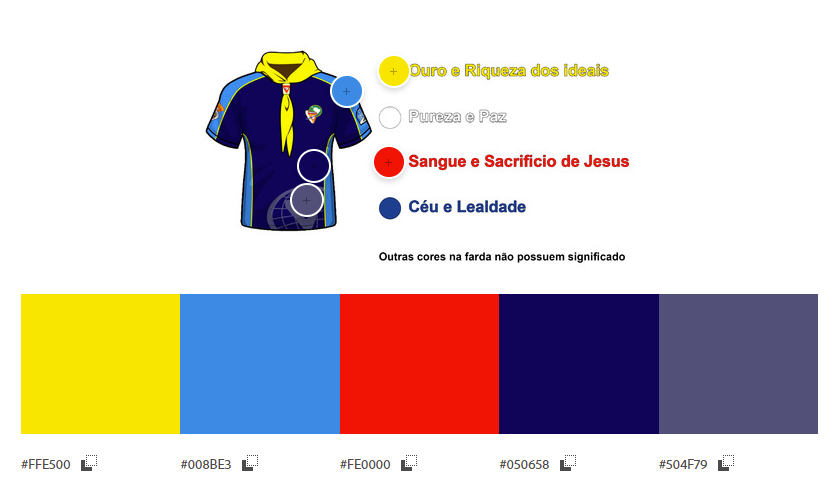 Ouro e Riqueza dos ideais
Pureza e Paz
Sangue e Sacrificio de Jesus
Céu e Lealdade
Outras cores na farda não possuem significado
#FFE500 #008BE3 #FE0000 #050658 #504F79